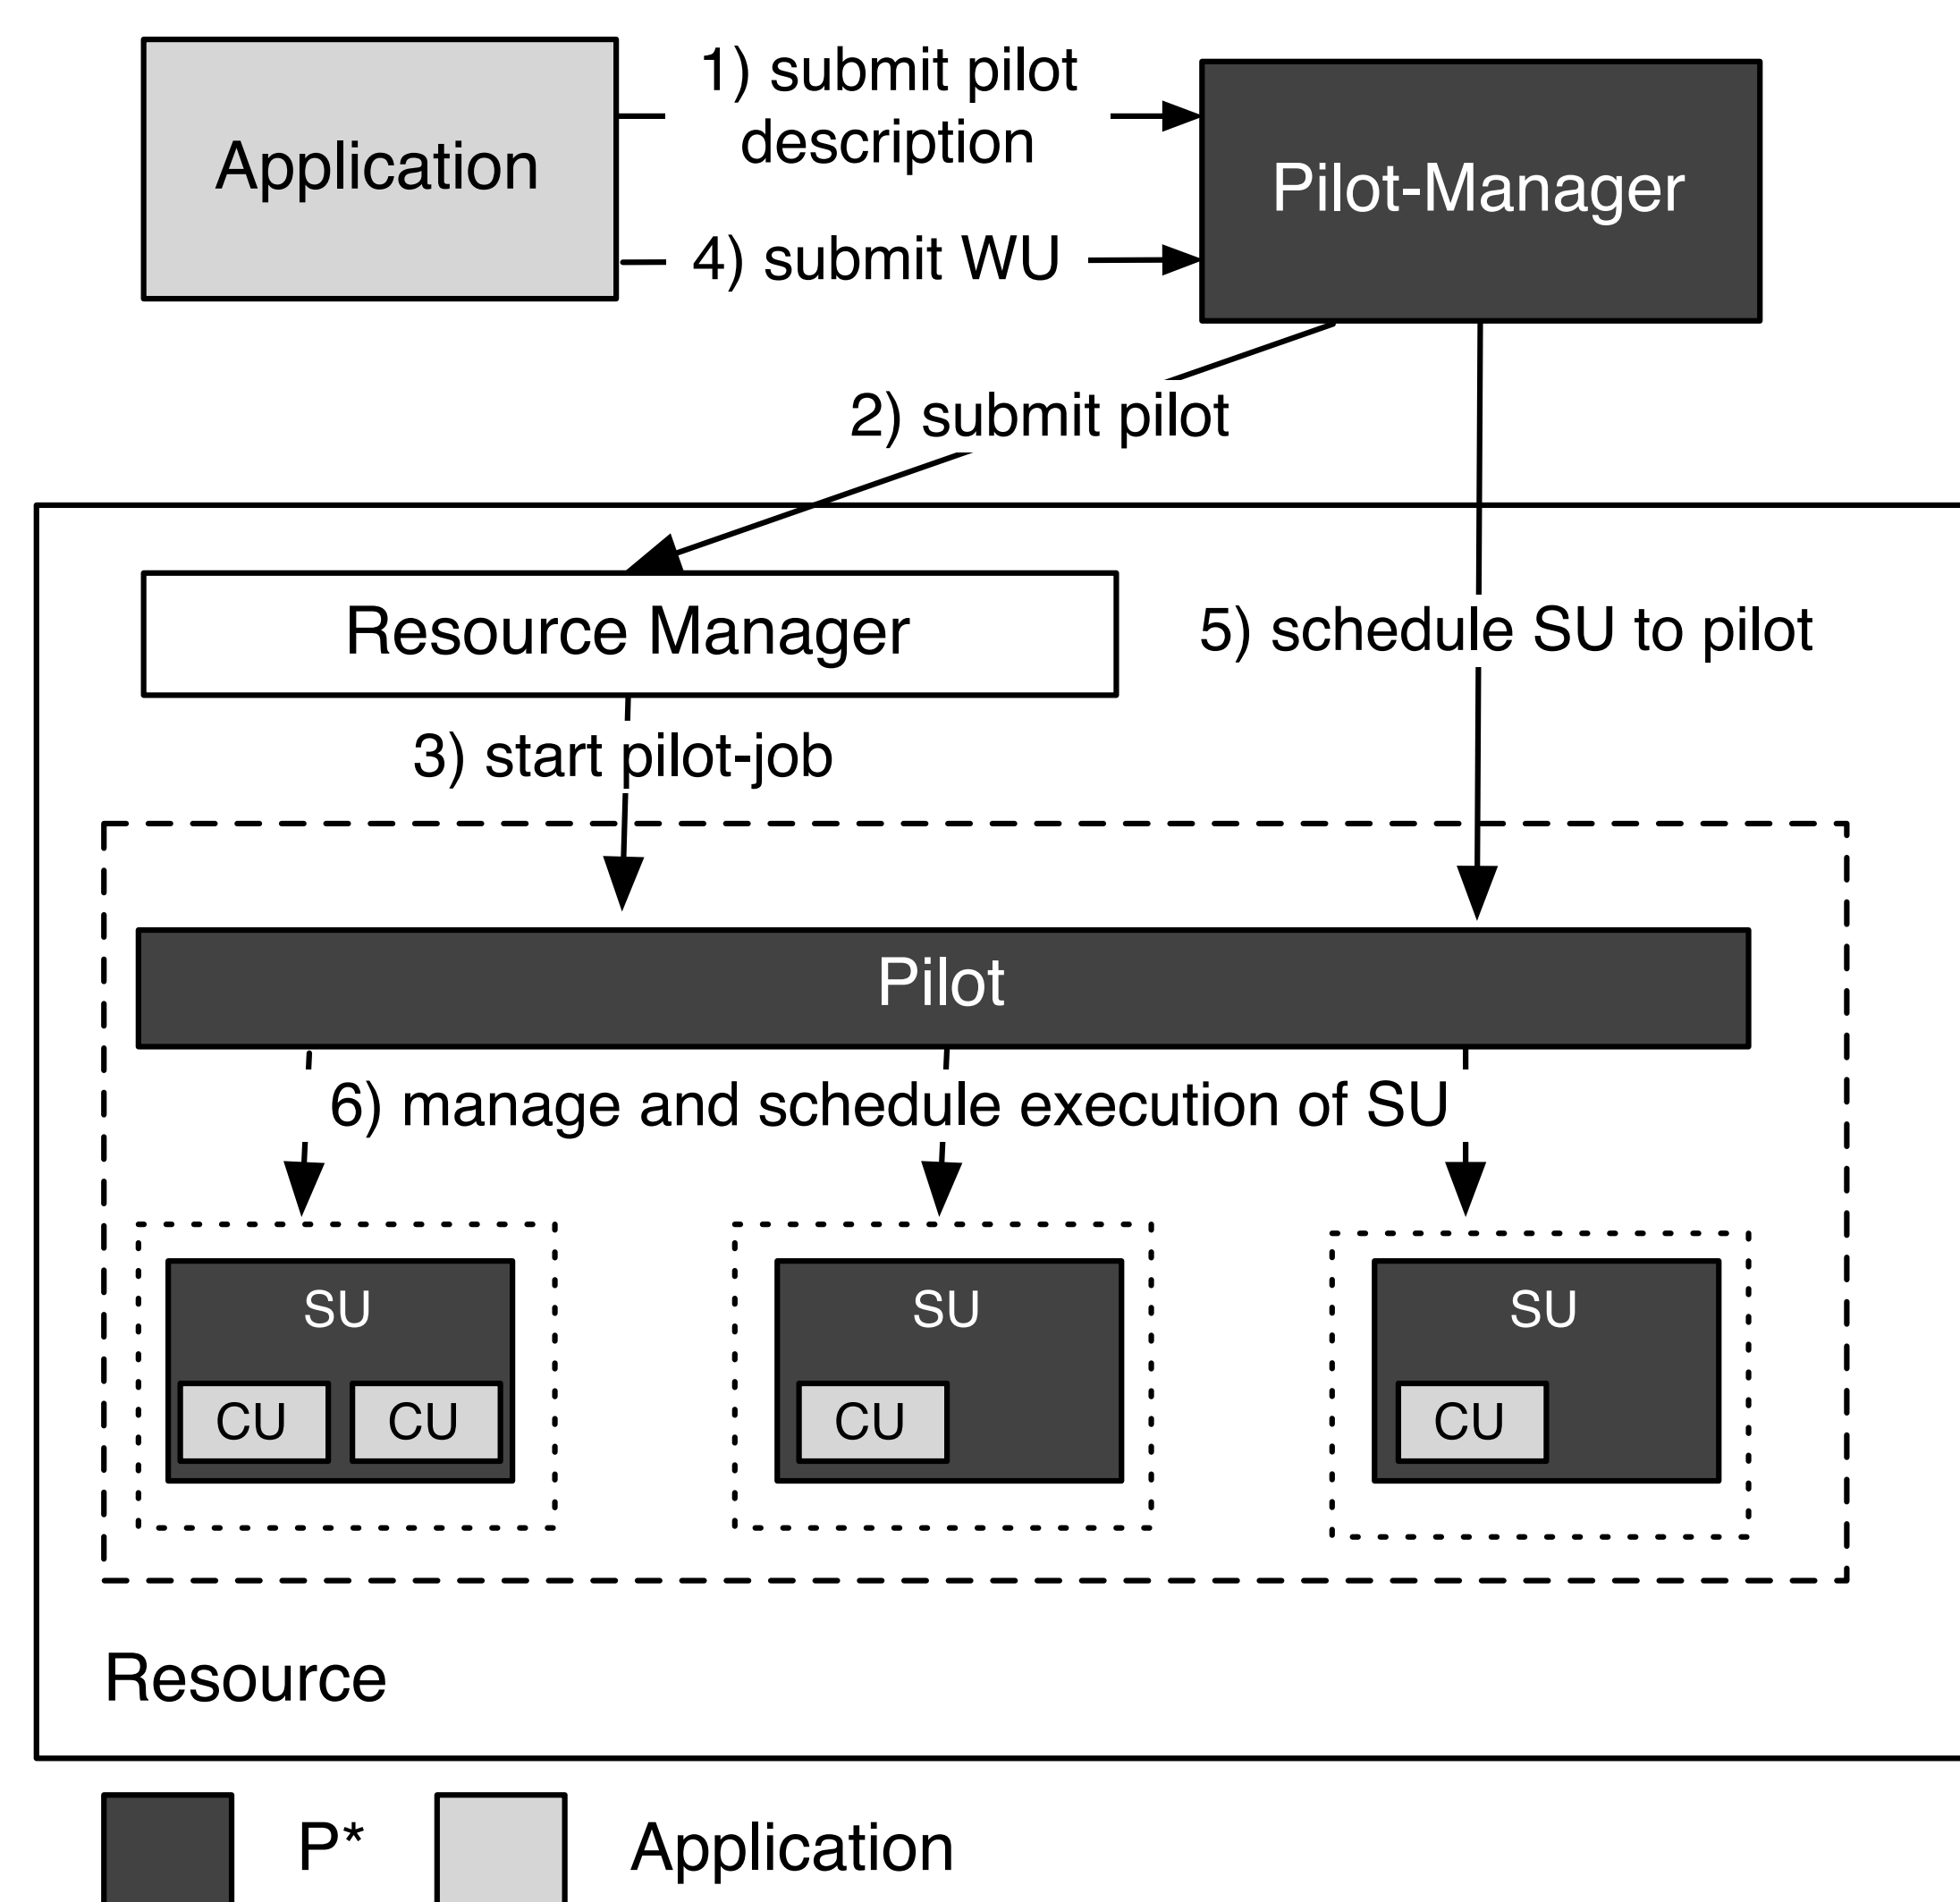 1) submit pilot
description
Application
Pilot-Manager
4) submit WU
2) submit pilot
Resource Manager
5) schedule SU to pilot
3) start pilot-job
Pilot
6) manage and schedule execution of SU
SU
SU
SU
CU CU
CU
CU
Resource
P*
Application